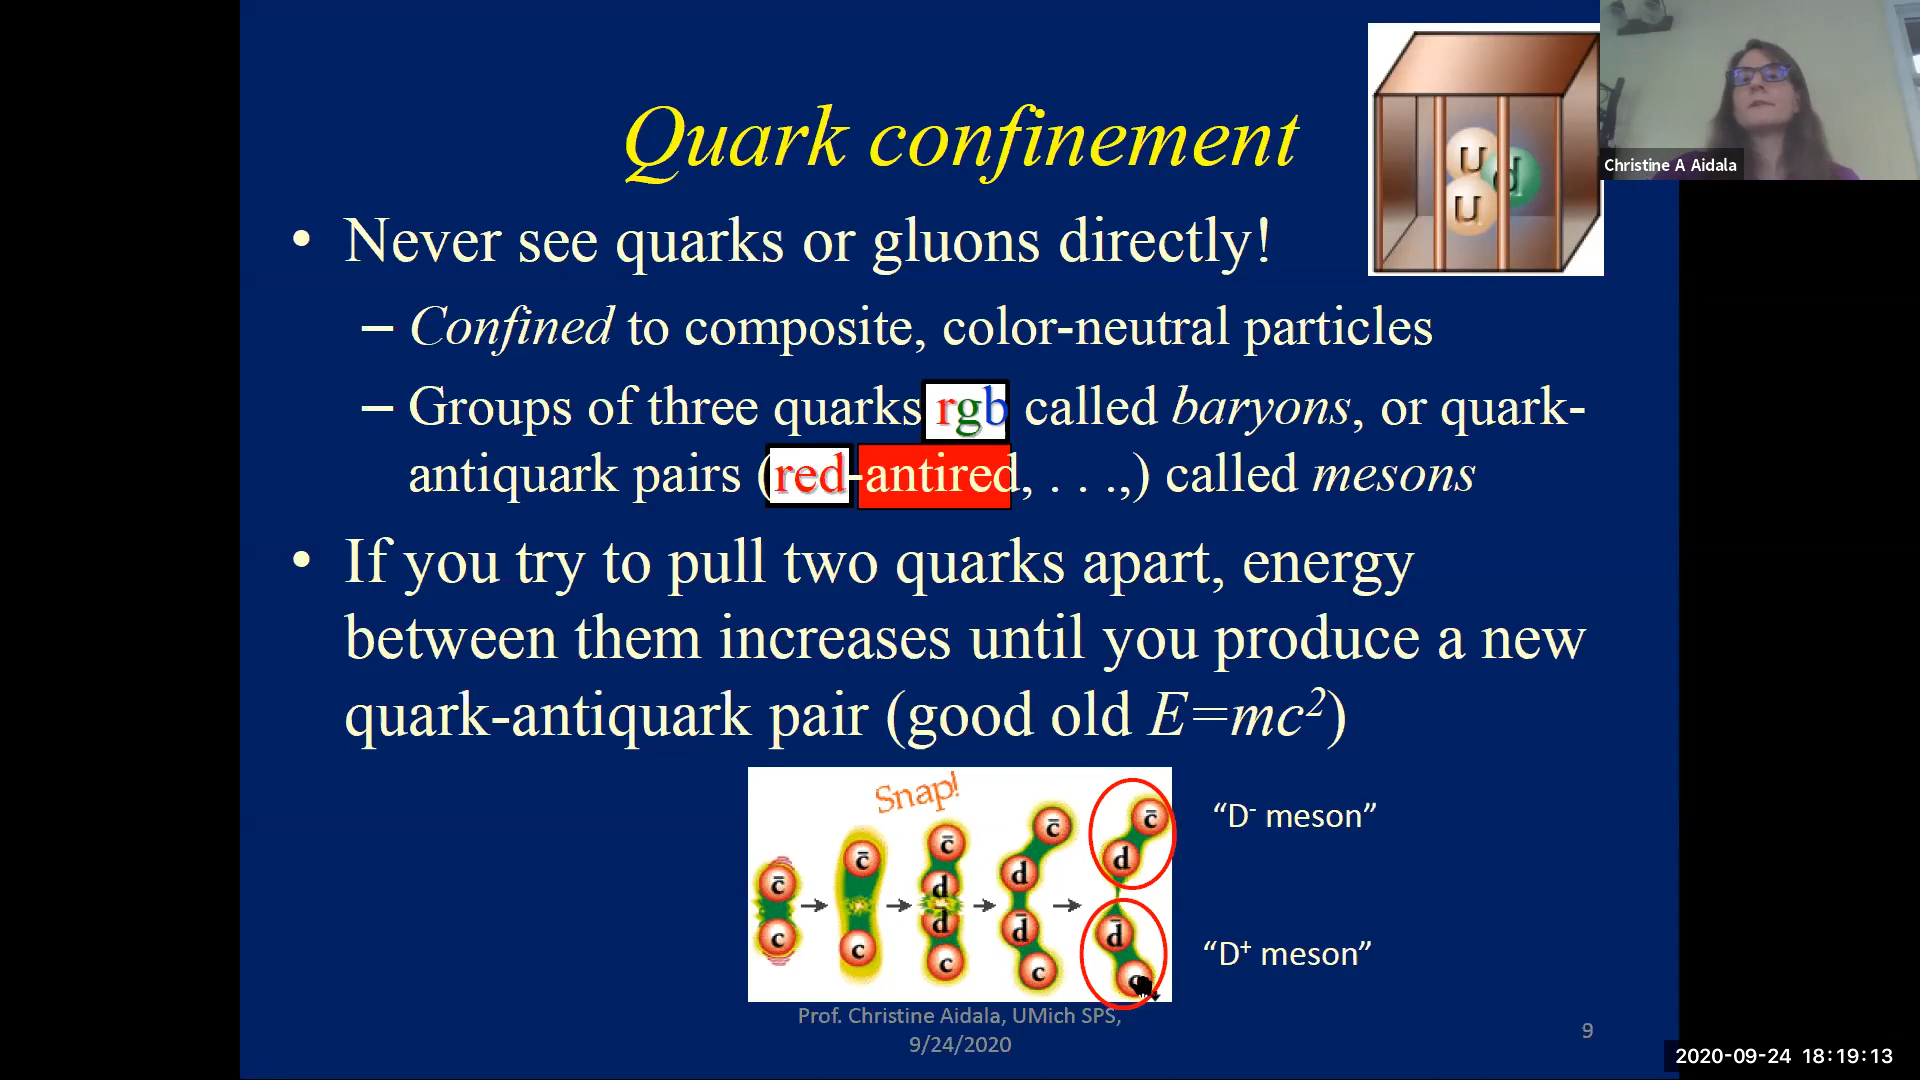 Quark confinement
U
d
U
Christine A Aidala
• Never see quarks or gluons directly!
– Confined to composite, color-neutral particles
– Groups of three quarks rgb called baryons, or quark-
antiquark pairs (red-antired, . . .,) called mesons
• If you try to pull two quarks apart, energy
between them increases until you produce a new
quark-antiquark pair (good old E=mc²)
Snap!
c̄ c̄ c̄ c̄ c̄
d d d
c c d̄ d̄ d̄
c c c
“D⁻ meson”
“D⁺ meson”
Prof. Christine Aidala, UMich SPS,
9/24/2020
9
2020-09-24 18:19:13